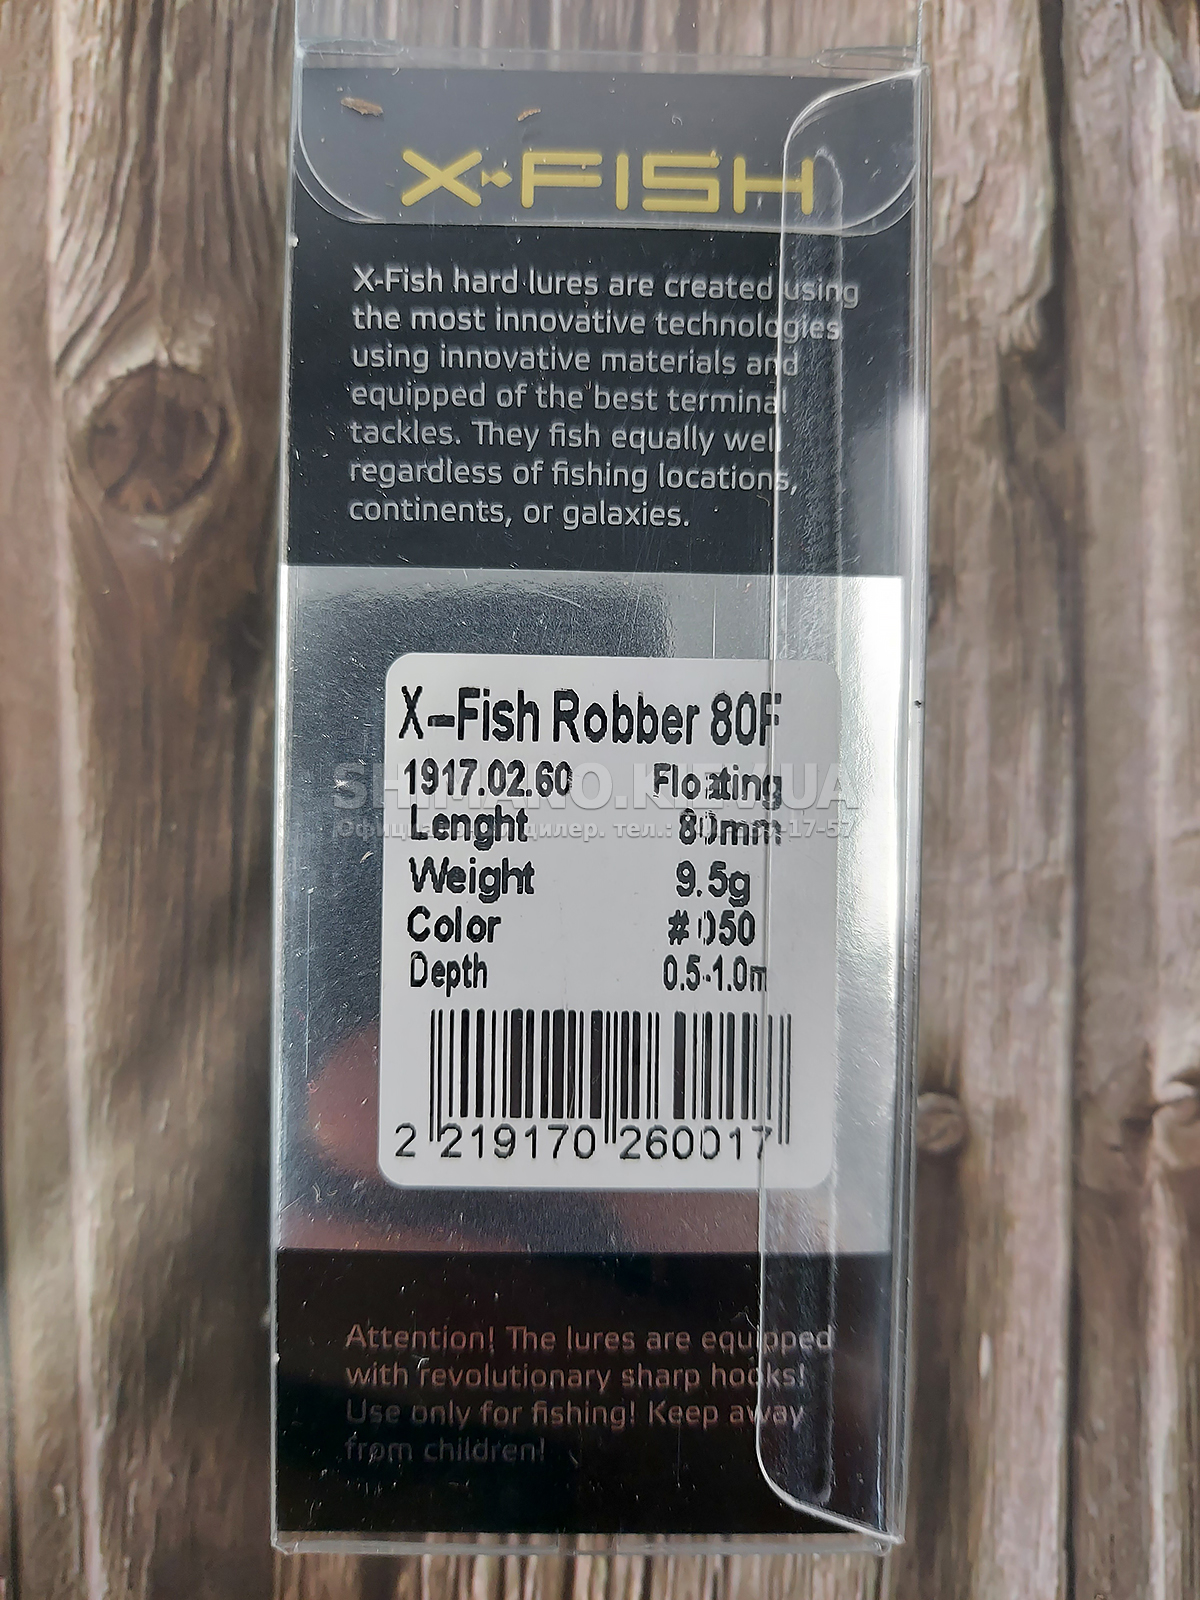 X-FISH
X-Fish hard lures are created using
the most innovative technologies
using innovative materials and
equipped of the best terminal
tackles. They fish equally well
regardless of fishing locations,
continents, or galaxies.
X-Fish Robber 80F
1917.02.60 Floating
SHIMANO.KIEV.UA
Официальный дилер. тел.:
Lenght 80mm
Weight 9.5g
Color #050
Depth 0.5-1.0m
2 219170 260017
Attention! The lures are equipped
with revolutionary sharp hooks!
Use only for fishing! Keep away
from children!